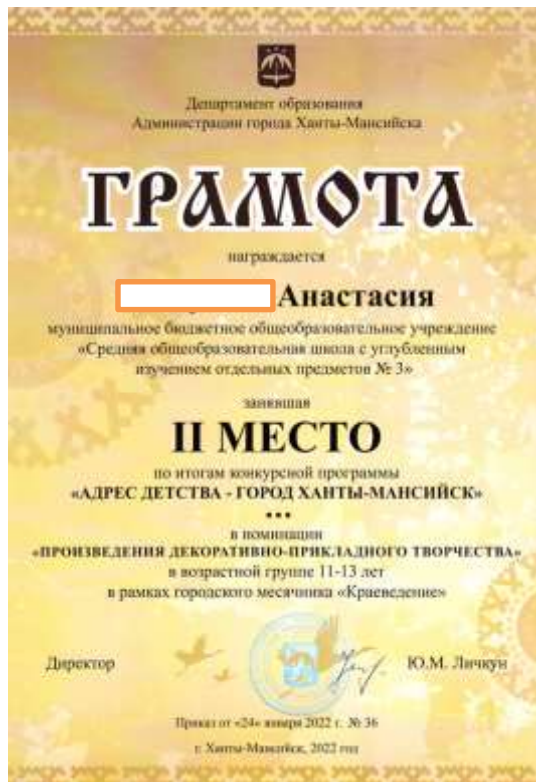 Департамент образования
Администрации города Ханты-Мансийска
ГРАМОТА
награждается
Анастасия
муниципальное бюджетное общеобразовательное учреждение
«Средняя общеобразовательная школа с углубленным
изучением отдельных предметов № 3»
занявшая
II МЕСТО
по итогам конкурсной программы
«АДРЕС ДЕТСТВА - ГОРОД ХАНТЫ-МАНСИЙСК»
•••
в номинации
«ПРОИЗВЕДЕНИЯ ДЕКОРАТИВНО-ПРИКЛАДНОГО ТВОРЧЕСТВА»
в возрастной группе 11-13 лет
в рамках городского месячника «Краеведение»
Директор
Ю.М. Личкун
Приказ от «24» января 2022 г. № 36
г. Ханты-Мансийск, 2022 год